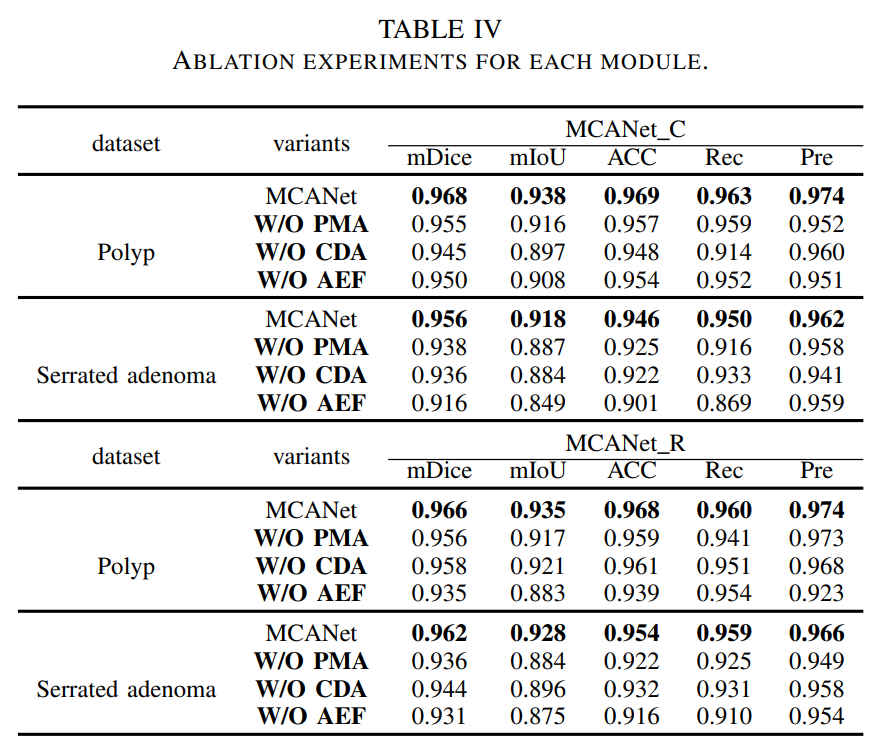 TABLE IV
ABLATION EXPERIMENTS FOR EACH MODULE.
dataset variants MCANet_C
mDice mIoU ACC Rec Pre
MCANet 0.968 0.938 0.969 0.963 0.974
W/O PMA 0.955 0.916 0.957 0.959 0.952
Polyp W/O CDA 0.945 0.897 0.948 0.914 0.960
W/O AEF 0.950 0.908 0.954 0.952 0.951
MCANet 0.956 0.918 0.946 0.950 0.962
W/O PMA 0.938 0.887 0.925 0.916 0.958
Serrated adenoma W/O CDA 0.936 0.884 0.922 0.933 0.941
W/O AEF 0.916 0.849 0.901 0.869 0.959
dataset variants MCANet_R
mDice mIoU ACC Rec Pre
MCANet 0.966 0.935 0.968 0.960 0.974
W/O PMA 0.956 0.917 0.959 0.941 0.973
Polyp W/O CDA 0.958 0.921 0.961 0.951 0.968
W/O AEF 0.935 0.883 0.939 0.954 0.923
MCANet 0.962 0.928 0.954 0.959 0.966
W/O PMA 0.936 0.884 0.922 0.925 0.949
Serrated adenoma W/O CDA 0.944 0.896 0.932 0.931 0.958
W/O AEF 0.931 0.875 0.916 0.910 0.954